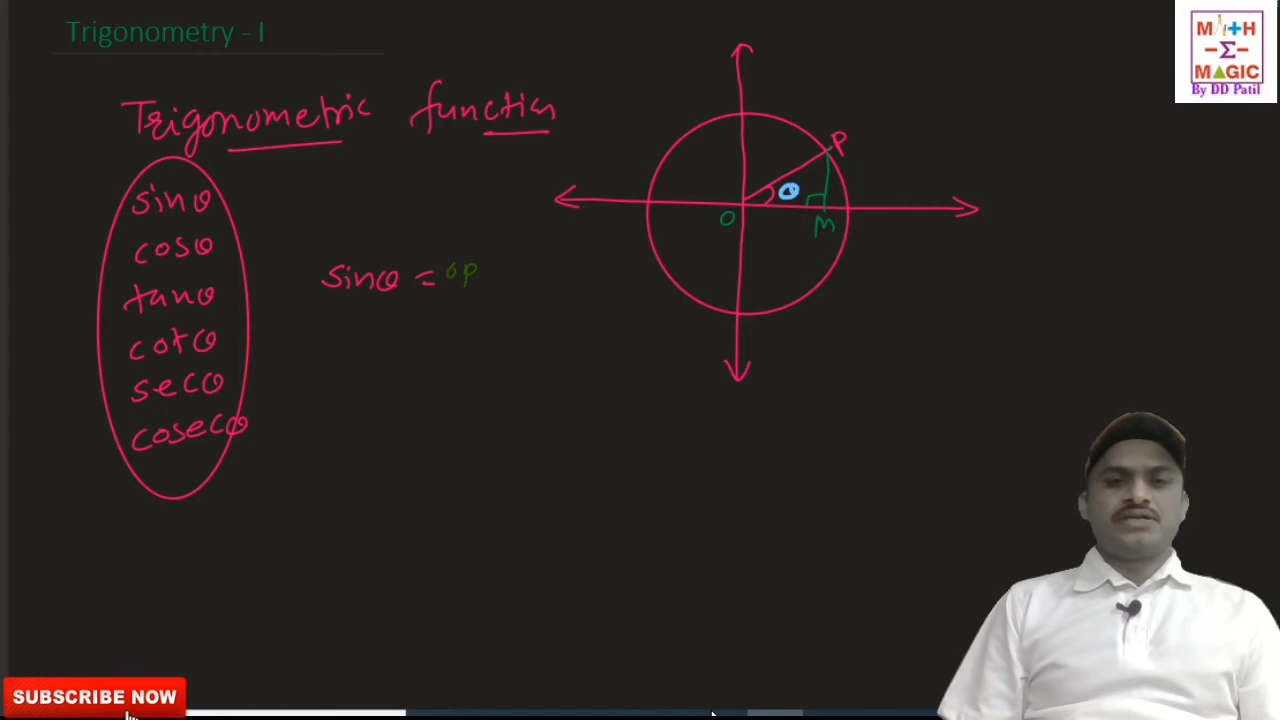 Trigonometry - I
M∴+H
-Σ-
MAGIC
By DD Patil
Trigonometric function
sinθ
cosθ
tanθ
cotθ
secθ
cosecθ
sinθ = op
P
θ
O
M
SUBSCRIBE NOW